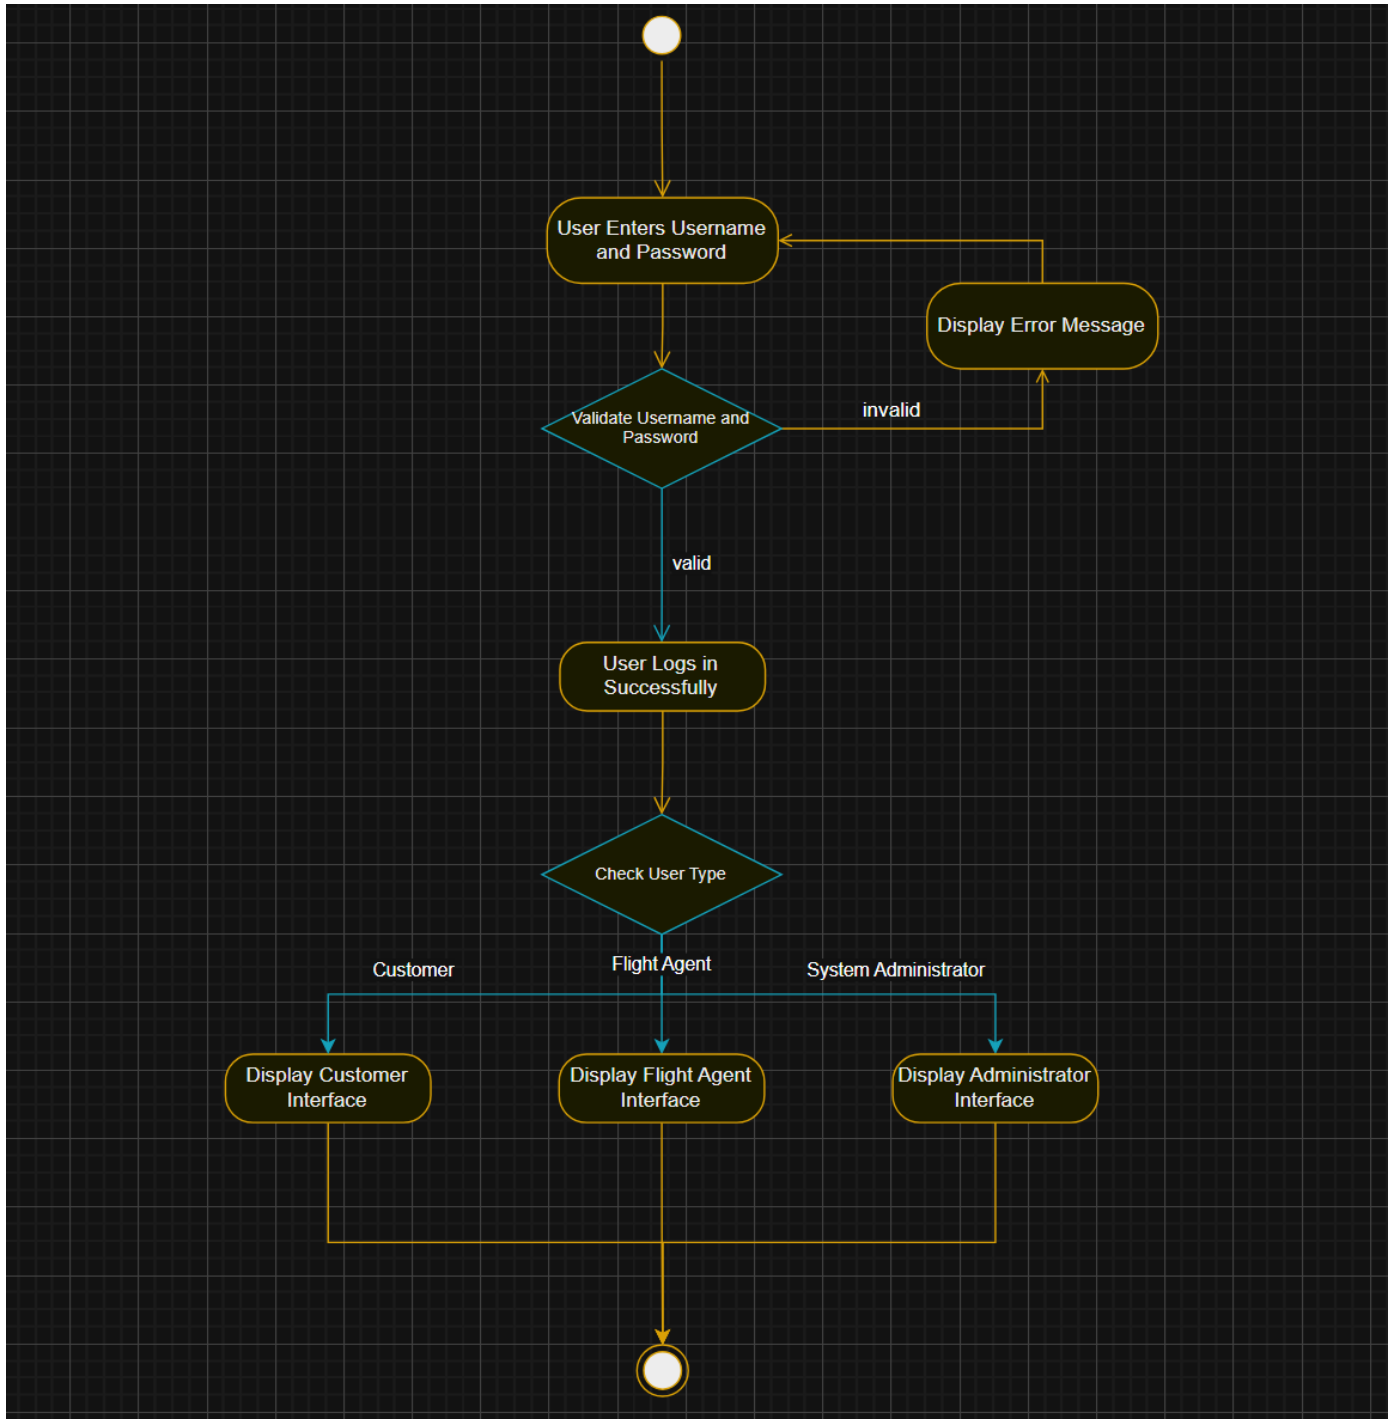 User Enters Username
and Password
Display Error Message
Validate Username and
Password
invalid
valid
User Logs in
Successfully
Check User Type
Customer
Flight Agent
System Administrator
Display Customer
Interface
Display Flight Agent
Interface
Display Administrator
Interface